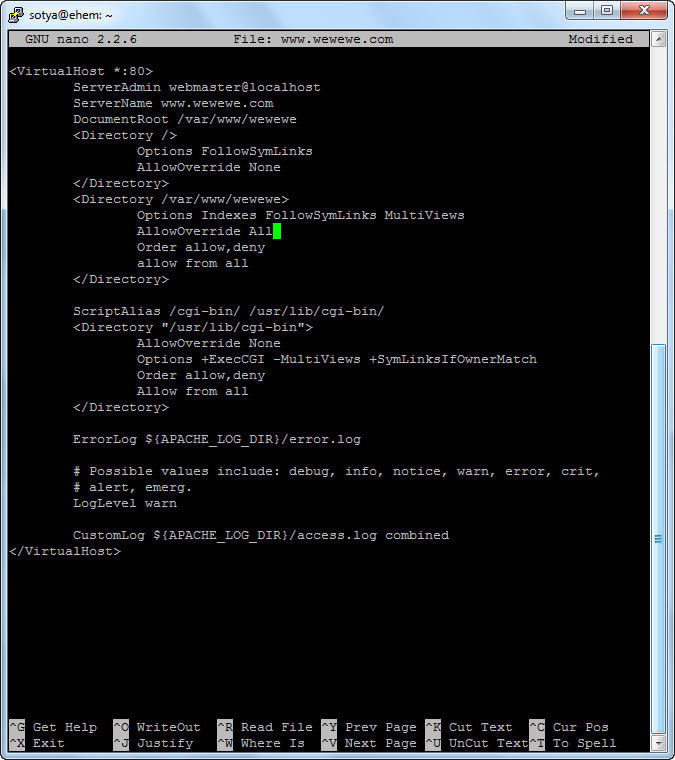 sotya@ehem: ~
GNU nano 2.2.6 File: www.wewewe.com Modified
<VirtualHost *:80>
ServerAdmin webmaster@localhost
ServerName www.wewewe.com
DocumentRoot /var/www/wewewe
<Directory />
Options FollowSymLinks
AllowOverride None
</Directory>
<Directory /var/www/wewewe>
Options Indexes FollowSymLinks MultiViews
AllowOverride All
Order allow,deny
allow from all
</Directory>
ScriptAlias /cgi-bin/ /usr/lib/cgi-bin/
<Directory "/usr/lib/cgi-bin">
AllowOverride None
Options +ExecCGI -MultiViews +SymLinksIfOwnerMatch
Order allow,deny
Allow from all
</Directory>
ErrorLog ${APACHE_LOG_DIR}/error.log
# Possible values include: debug, info, notice, warn, error, crit,
# alert, emerg.
LogLevel warn
CustomLog ${APACHE_LOG_DIR}/access.log combined
</VirtualHost>
^G Get Help ^O WriteOut ^R Read File ^Y Prev Page ^K Cut Text ^C Cur Pos
^X Exit ^J Justify ^W Where Is ^V Next Page ^U UnCut Text ^T To Spell